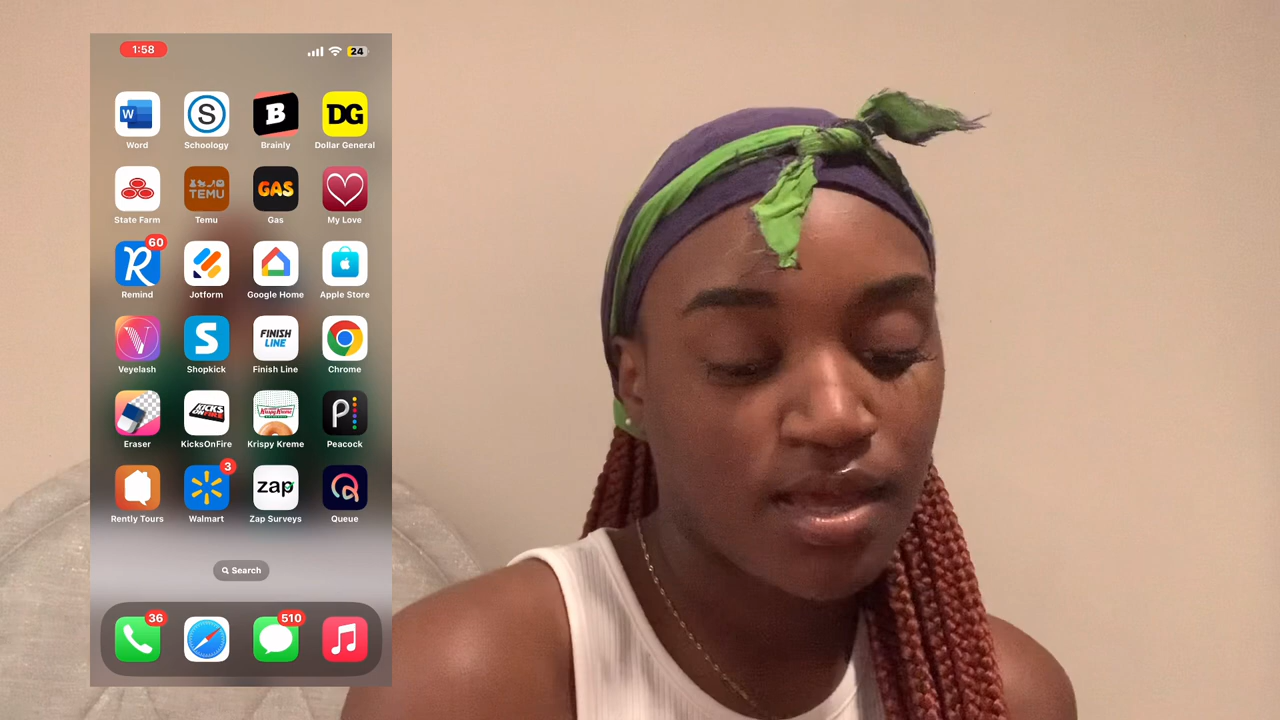 1:58
24
W
S
B
DG
Word
Schoology
Brainly
Dollar General
TEMU
GAS
State Farm
Temu
Gas
My Love
60
R
Remind
Jotform
Google Home
Apple Store
V
S
FINISH LINE
Veyelash
Shopkick
Finish Line
Chrome
KICKS ON FIRE
Krispy Kreme
P
Eraser
KicksOnFire
Krispy Kreme
Peacock
3
zap
Rently Tours
Walmart
Zap Surveys
Queue
Search
36
510